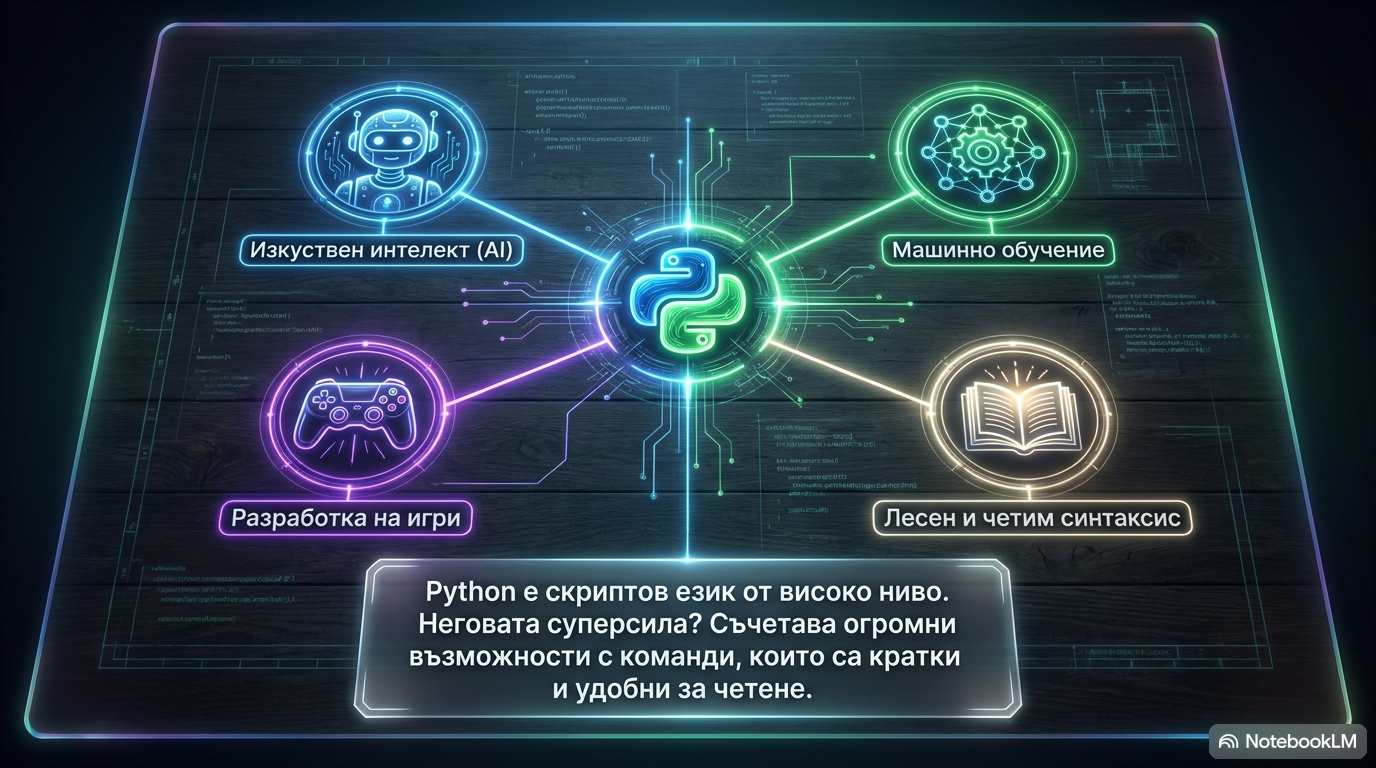 Изкуствен интелект (AI)
Машинно обучение
Разработка на игри
Лесен и четим синтаксис
Python е скриптов език от високо ниво.
Неговата суперсила? Съчетава огромни
възможности с команди, които са кратки
и удобни за четене.
NotebookLM